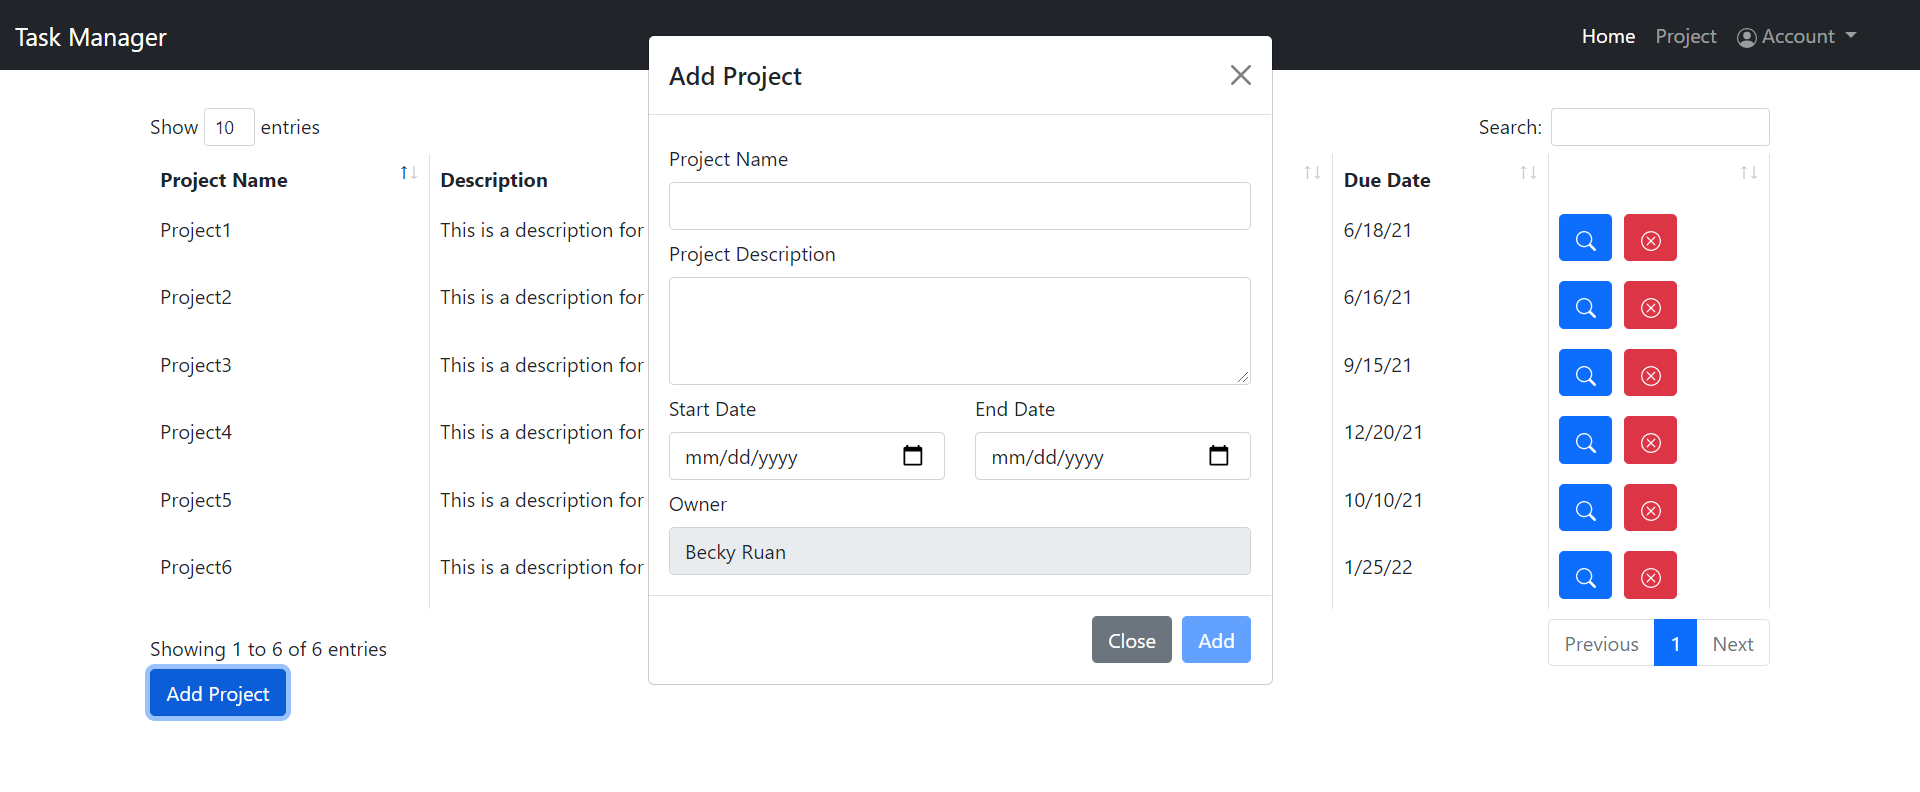 Task Manager
Home Project Account
Add Project
Show 10 entries
Search:
Project Name Description Due Date
Project1 This is a description for 6/18/21
Project2 This is a description for 6/16/21
Project3 This is a description for 9/15/21
Project4 This is a description for 12/20/21
Project5 This is a description for 10/10/21
Project6 This is a description for 1/25/22
Project Name
Project Description
Start Date End Date
mm/dd/yyyy mm/dd/yyyy
Owner
Becky Ruan
Close Add
Showing 1 to 6 of 6 entries
Previous 1 Next
Add Project